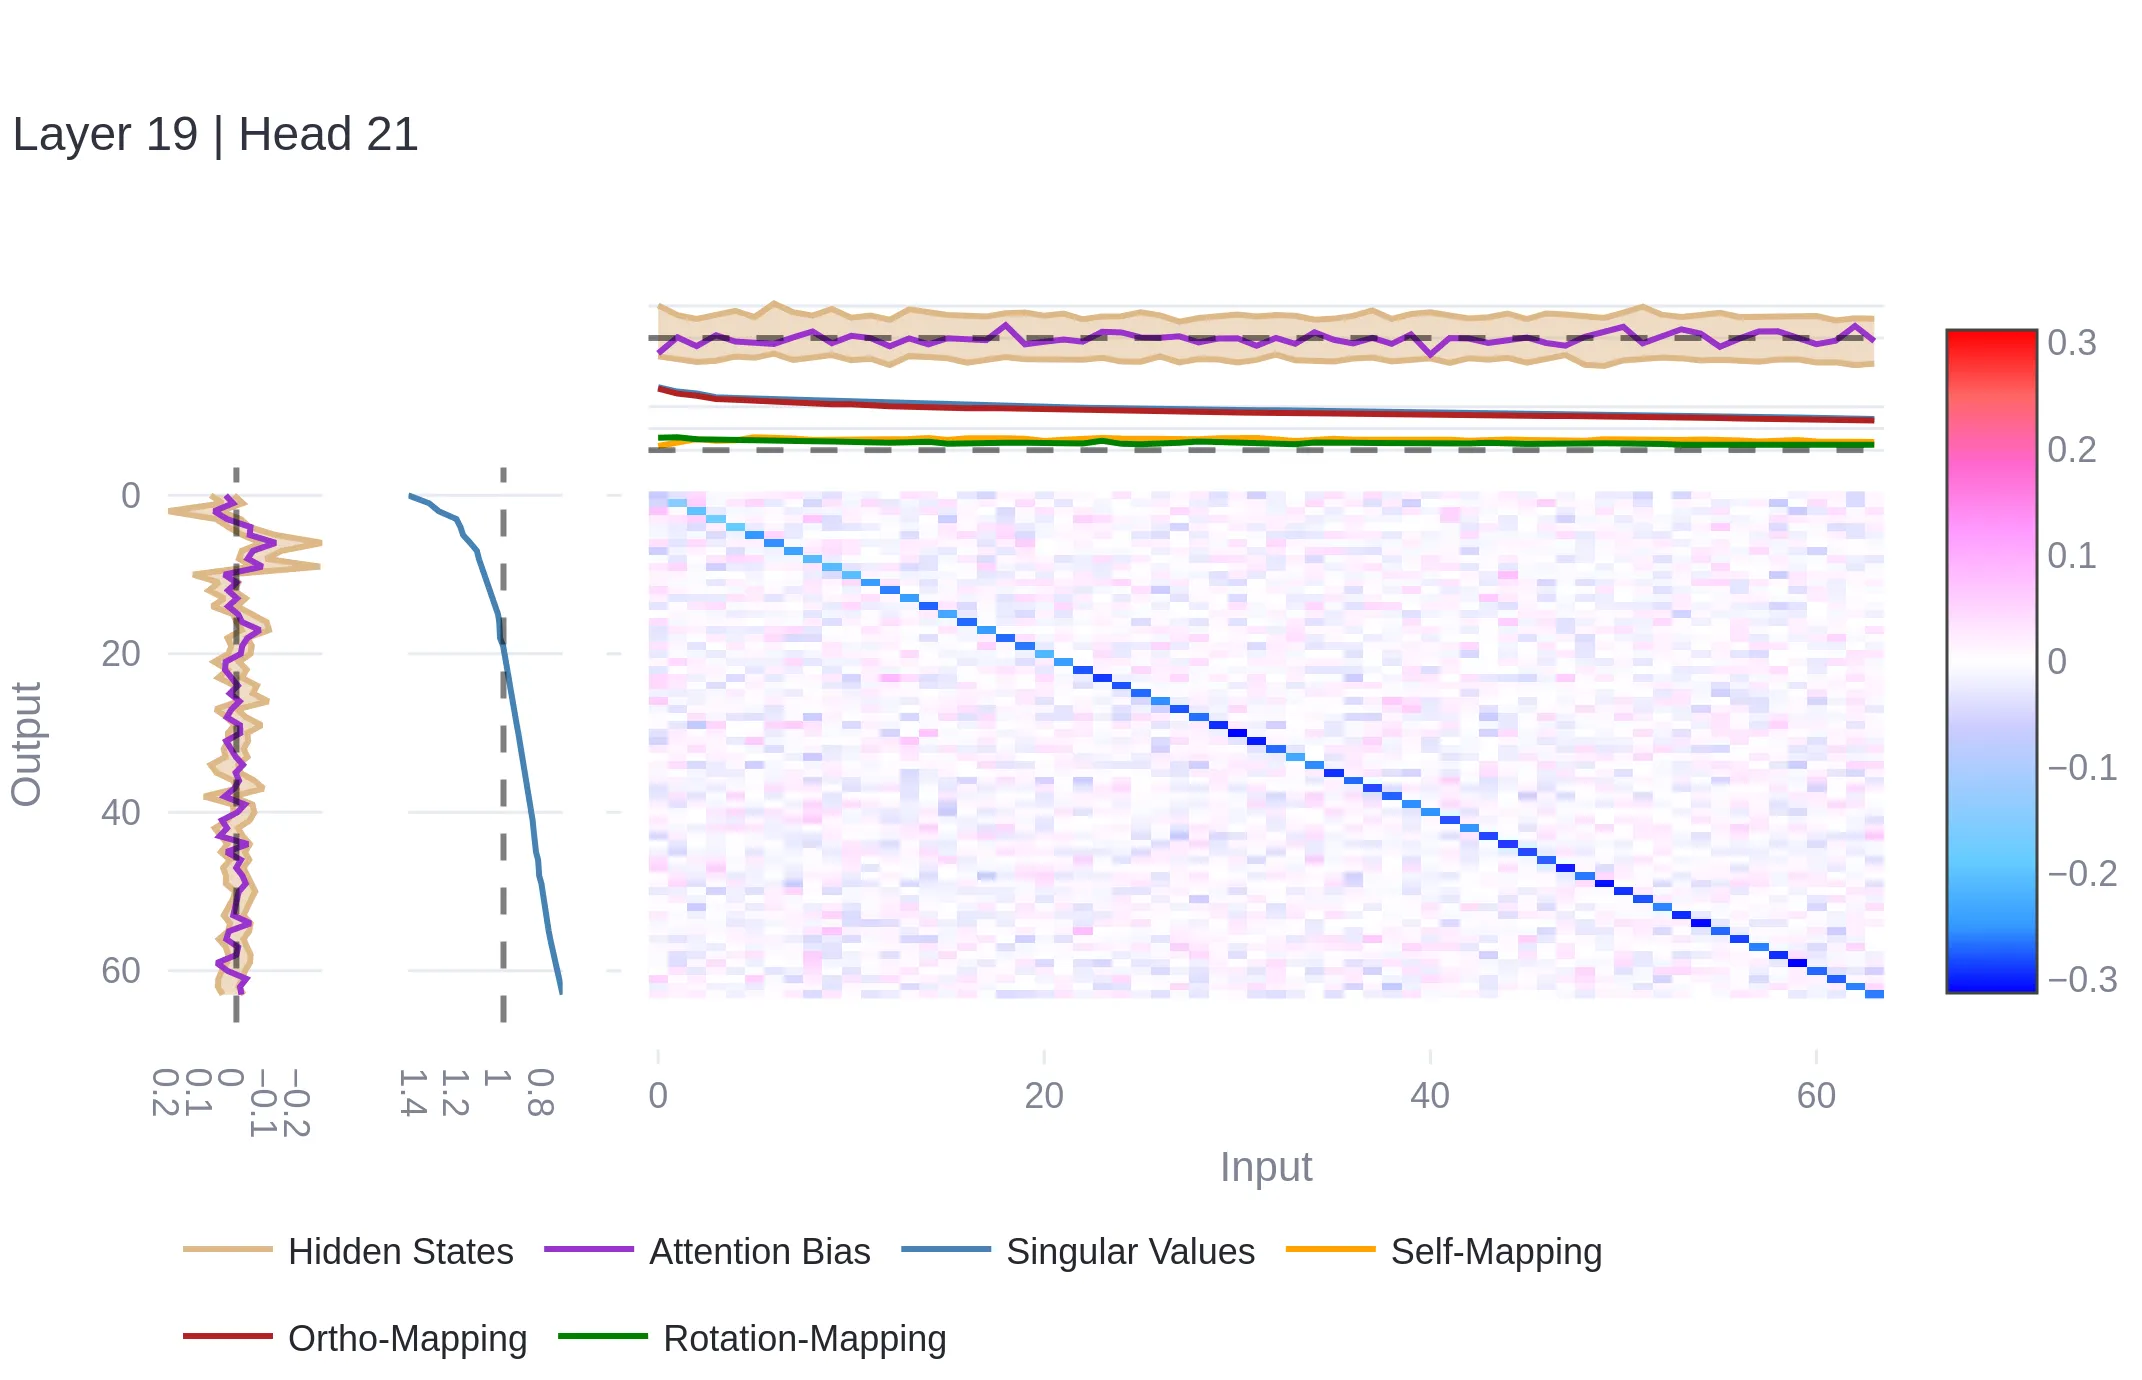 Layer 19 | Head 21
0
20
40
60
Output
0.2
0.1
0
−0.1
−0.2
1.4
1.2
1
0.8
0
20
40
60
Input
0.3
0.2
0.1
0
−0.1
−0.2
−0.3
Hidden States
Attention Bias
Singular Values
Self-Mapping
Ortho-Mapping
Rotation-Mapping